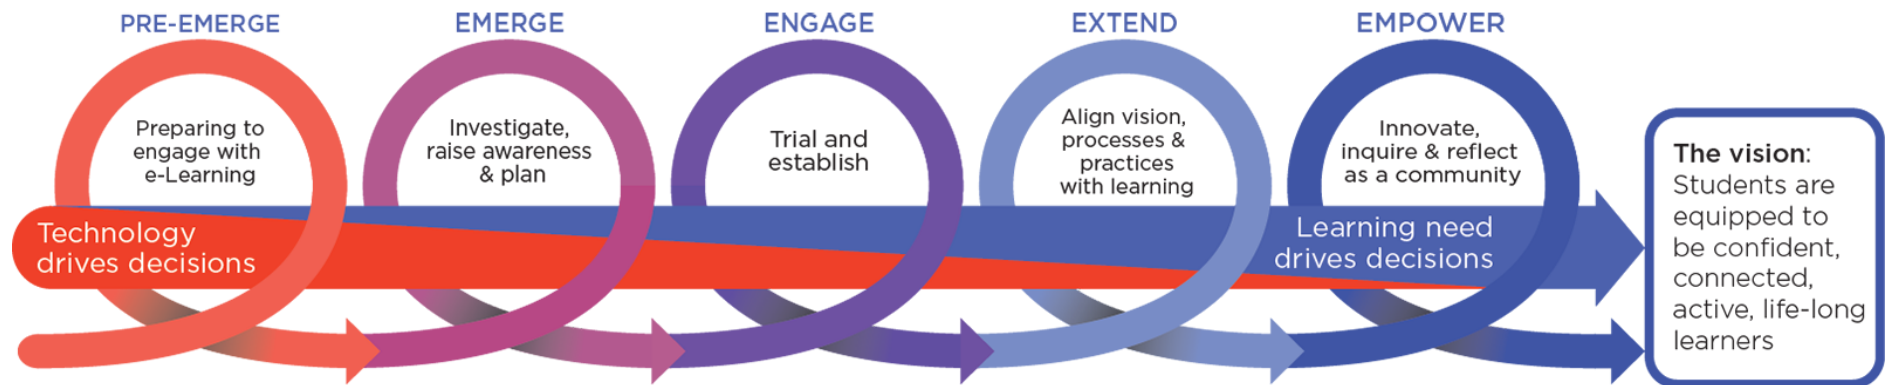 PRE-EMERGE
EMERGE
ENGAGE
EXTEND
EMPOWER
Preparing to
engage with
e-Learning
Investigate,
raise awareness
& plan
Trial and
establish
Align vision,
processes &
practices
with learning
Innovate,
inquire & reflect
as a community
Technology
drives decisions
Learning need
drives decisions
The vision:
Students are
equipped to
be confident,
connected,
active, life-long
learners